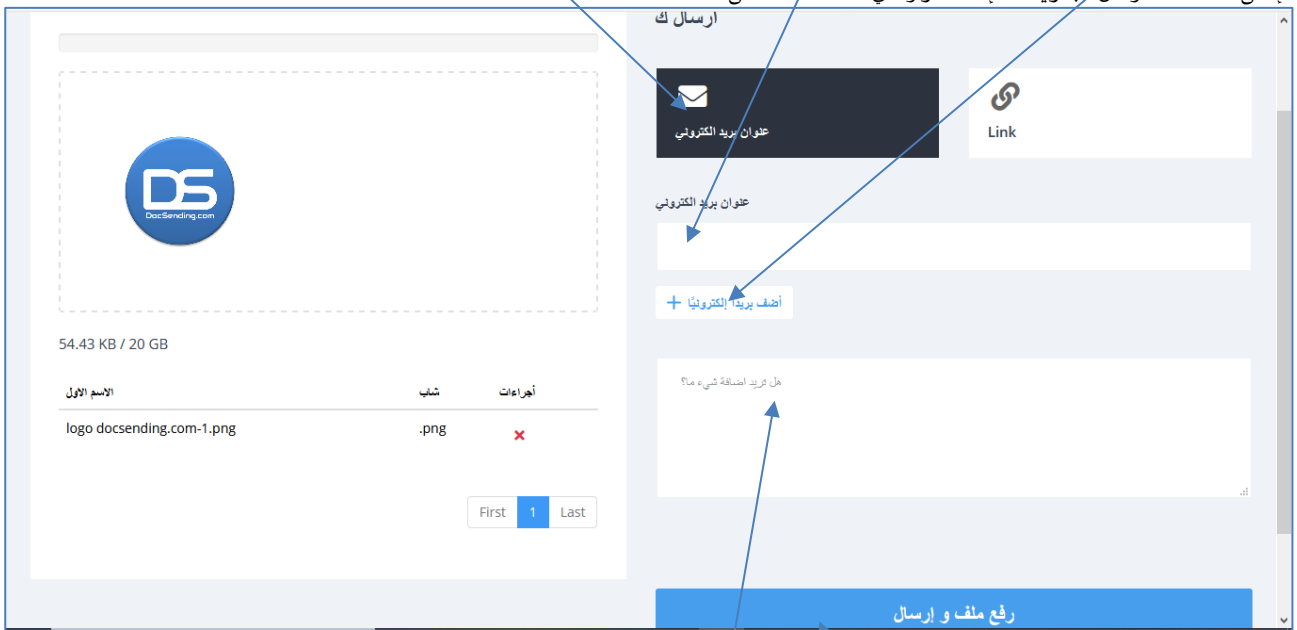 ارسال ك
عنوان بريد الكتروني
Link
عنوان بريد الكتروني
أضف بريدًا إلكترونيًا +
هل تريد اضافة شيء ما؟
رفع ملف و إرسال
DS
DocSending.com
54.43 KB / 20 GB
الاسم الاول شاب أجراءات
logo docsending.com-1.png .png
First 1 Last